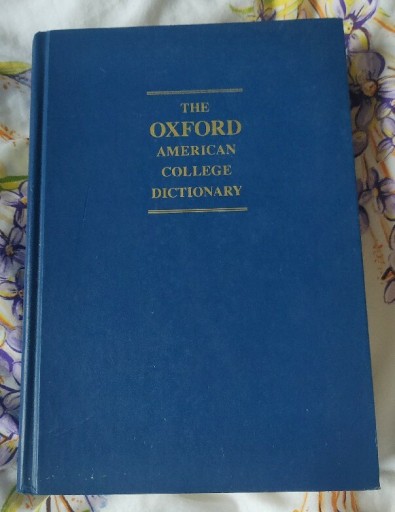 THE
OXFORD
AMERICAN
COLLEGE
DICTIONARY